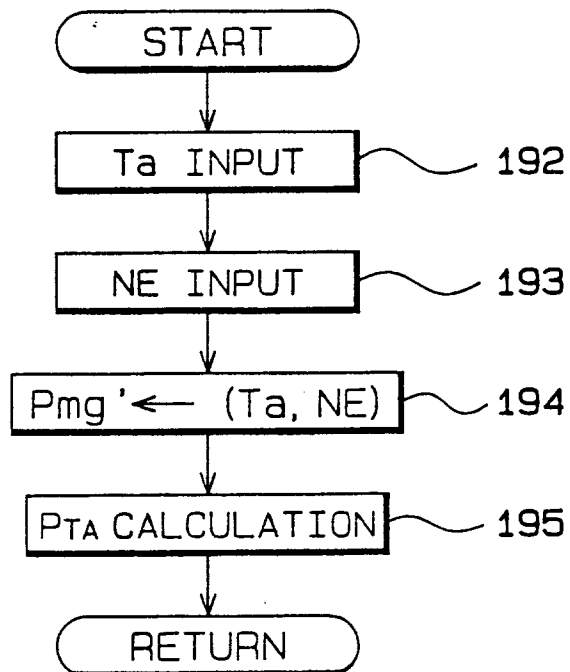 START
Ta INPUT 192
NE INPUT 193
Pmg' ← (Ta, NE) 194
PTA CALCULATION 195
RETURN